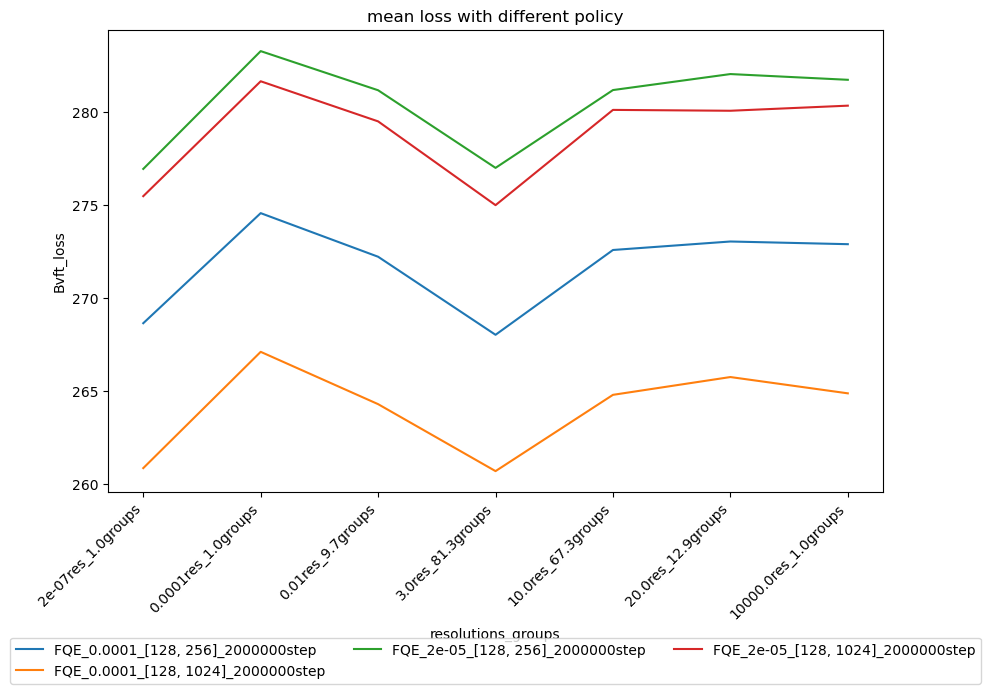 mean loss with different policy
Bvft_loss
280
275
270
265
260
2e-07res_1.0groups
0.0001res_1.0groups
0.01res_9.7groups
3.0res_81.3groups
10.0res_67.3groups
20.0res_12.9groups
10000.0res_1.0groups
resolutions_groups
FQE_0.0001_[128, 256]_2000000step
FQE_0.0001_[128, 1024]_2000000step
FQE_2e-05_[128, 256]_2000000step
FQE_2e-05_[128, 1024]_2000000step